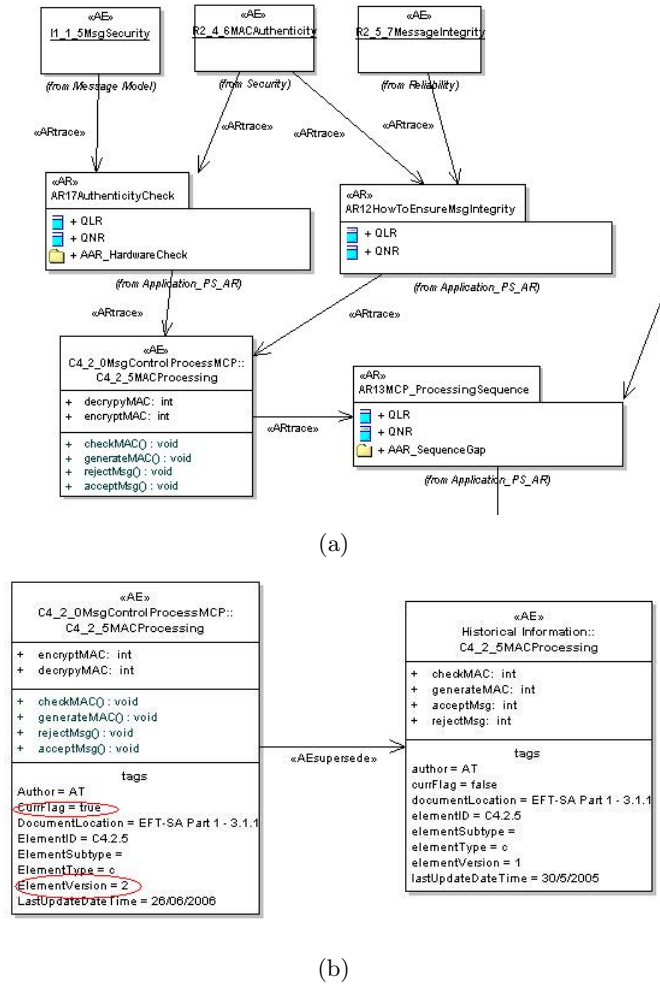 «AE»
I1_1_5MsgSecurity
(from IMessage Model)
«AE»
R2_4_6MACAuthenticity
(from Security)
«AE»
R2_5_7MessageIntegrity
(from Reliability)
«ARtrace»
«ARtrace»
«ARtrace»
«ARtrace»
«AR»
AR17AuthenticityCheck
+ QLR
+ QNR
+ AAR_HardwareCheck
(from Application_PS_AR)
«AR»
AR12HowToEnsureMsgIntegrity
+ QLR
+ QNR
(from Application_PS_AR)
«ARtrace»
«ARtrace»
«AE»
C4_2_0MsgControlProcessMCP::
C4_2_5MACProcessing
+ decrypyMAC: int
+ encryptMAC: int
+ checkMAC() : void
+ generateMAC() : void
+ rejectMsg() : void
+ acceptMsg() : void
«ARtrace»
«AR»
AR13MCP_ProcessingSequence
+ QLR
+ QNR
+ AAR_SequenceGap
(from Application_PS_AR)
(a)
«AE»
C4_2_0MsgControlProcessMCP::
C4_2_5MACProcessing
+ encryptMAC: int
+ decrypyMAC: int
+ checkMAC() : void
+ generateMAC() : void
+ rejectMsg() : void
+ acceptMsg() : void
tags
Author = AT
CurrFlag = true
DocumentLocation = EFT-SA Part 1 - 3.1.1
ElementID = C4.2.5
ElementSubtype =
ElementType = c
ElementVersion = 2
LastUpdateDateTime = 26/06/2006
«AEsupersede»
«AE»
Historical Information::
C4_2_5MACProcessing
+ checkMAC: int
+ generateMAC: int
+ acceptMsg: int
+ rejectMsg: int
tags
author = AT
currFlag = false
documentLocation = EFT-SA Part 1 - 3.1.1
elementID = C4.2.5
elementSubtype =
elementType = c
elementVersion = 1
lastUpdateDateTime = 30/5/2005
(b)